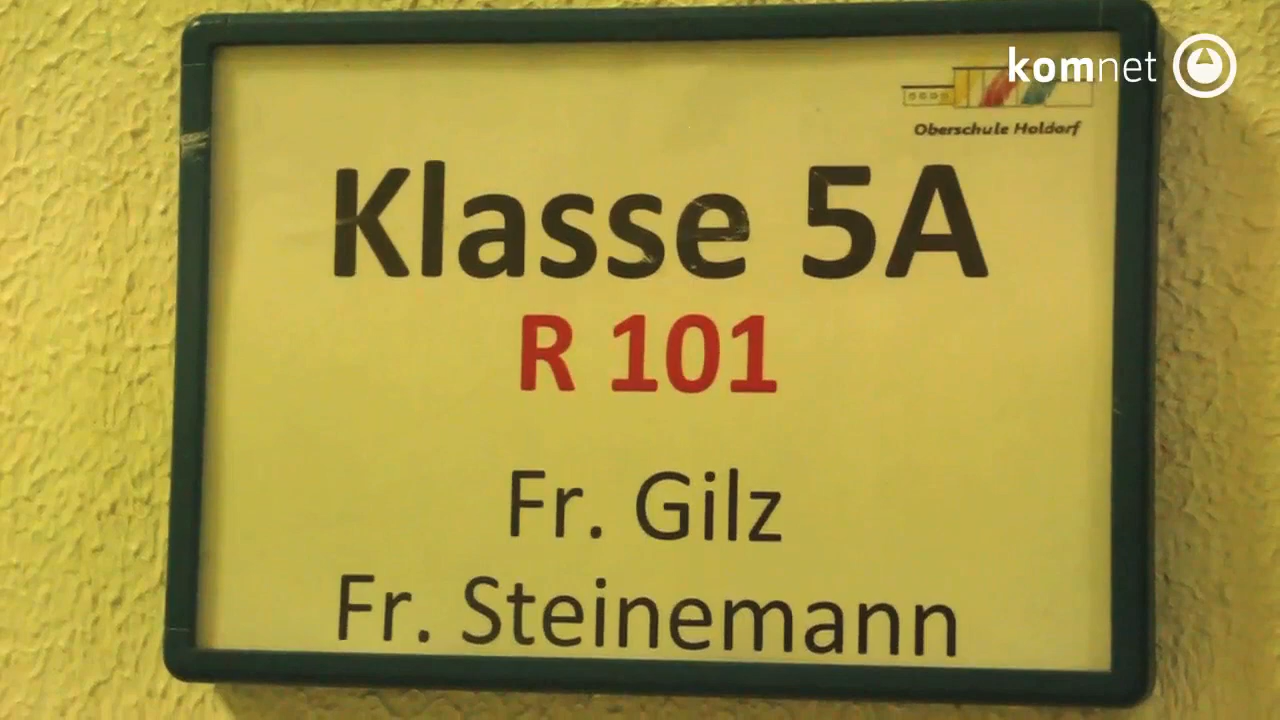 komnet
Oberschule Holdorf
Klasse 5A
R 101
Fr. Gilz
Fr. Steinemann